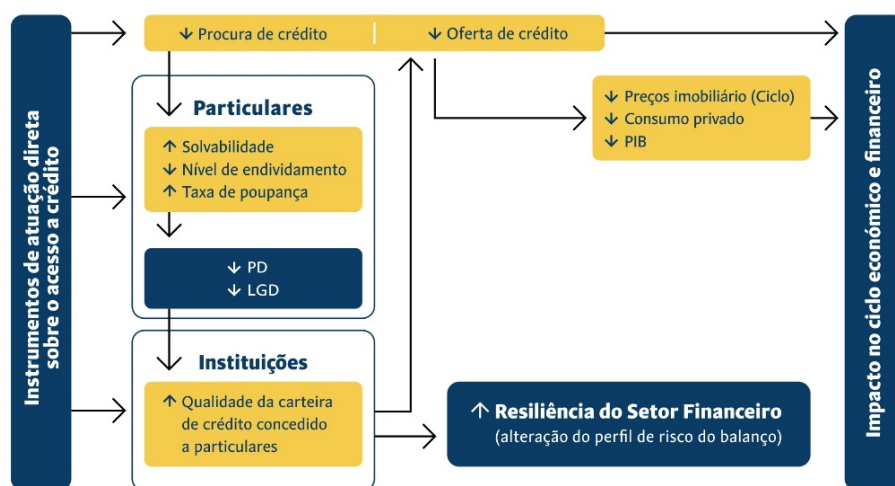 Instrumentos de atuação direta
sobre o acesso a crédito
↓ Procura de crédito
↓ Oferta de crédito
Particulares
↑ Solvabilidade
↓ Nível de endividamento
↑ Taxa de poupança
↓ PD
↓ LGD
Instituições
↑ Qualidade da carteira
de crédito concedido
a particulares
↓ Preços imobiliário (Ciclo)
↓ Consumo privado
↓ PIB
↑ Resiliência do Setor Financeiro
(alteração do perfil de risco do balanço)
Impacto no ciclo económico e financeiro